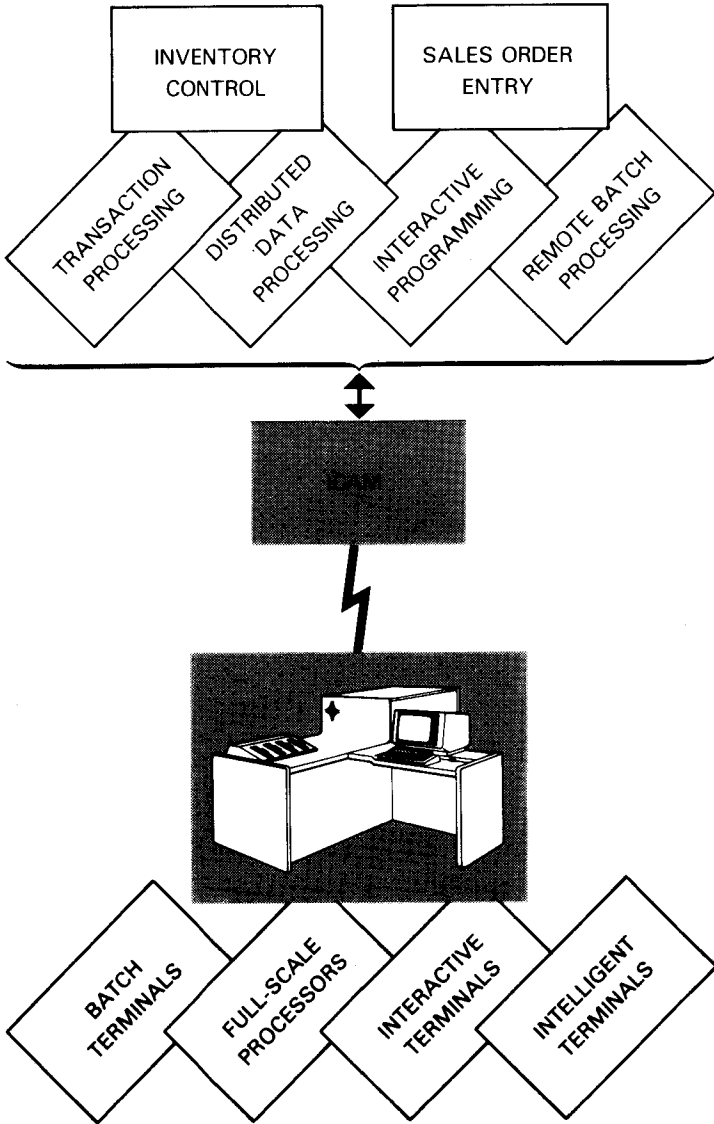 INVENTORY
CONTROL
SALES ORDER
ENTRY
TRANSACTION
PROCESSING
DISTRIBUTED
DATA
PROCESSING
INTERACTIVE
PROGRAMMING
REMOTE BATCH
PROCESSING
ICAM
BATCH
TERMINALS
FULL-SCALE
PROCESSORS
INTERACTIVE
TERMINALS
INTELLIGENT
TERMINALS